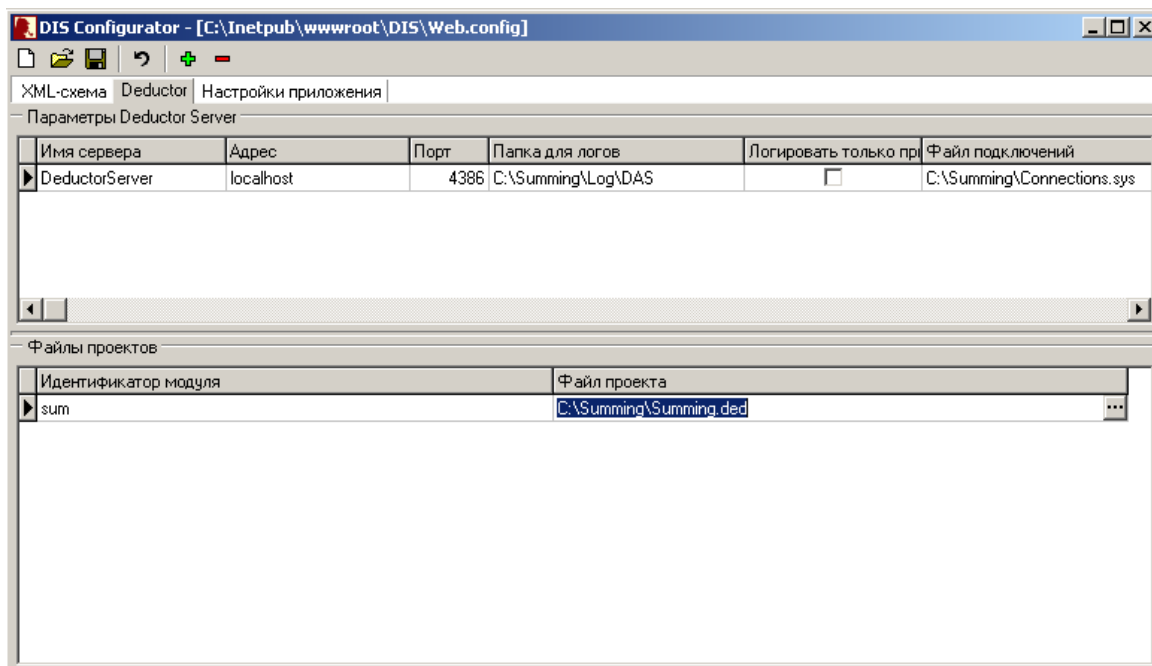 DIS Configurator - [C:\Inetpub\wwwroot\DIS\Web.config]
XML-схема Deductor Настройки приложения
Параметры Deductor Server
Имя сервера Адрес Порт Папка для логов Логировать только при Файл подключений
DeductorServer localhost 4386 C:\Summing\Log\DAS C:\Summing\Connections.sys
Файлы проектов
Идентификатор модуля Файл проекта
sum C:\Summing\Summing.ded ...